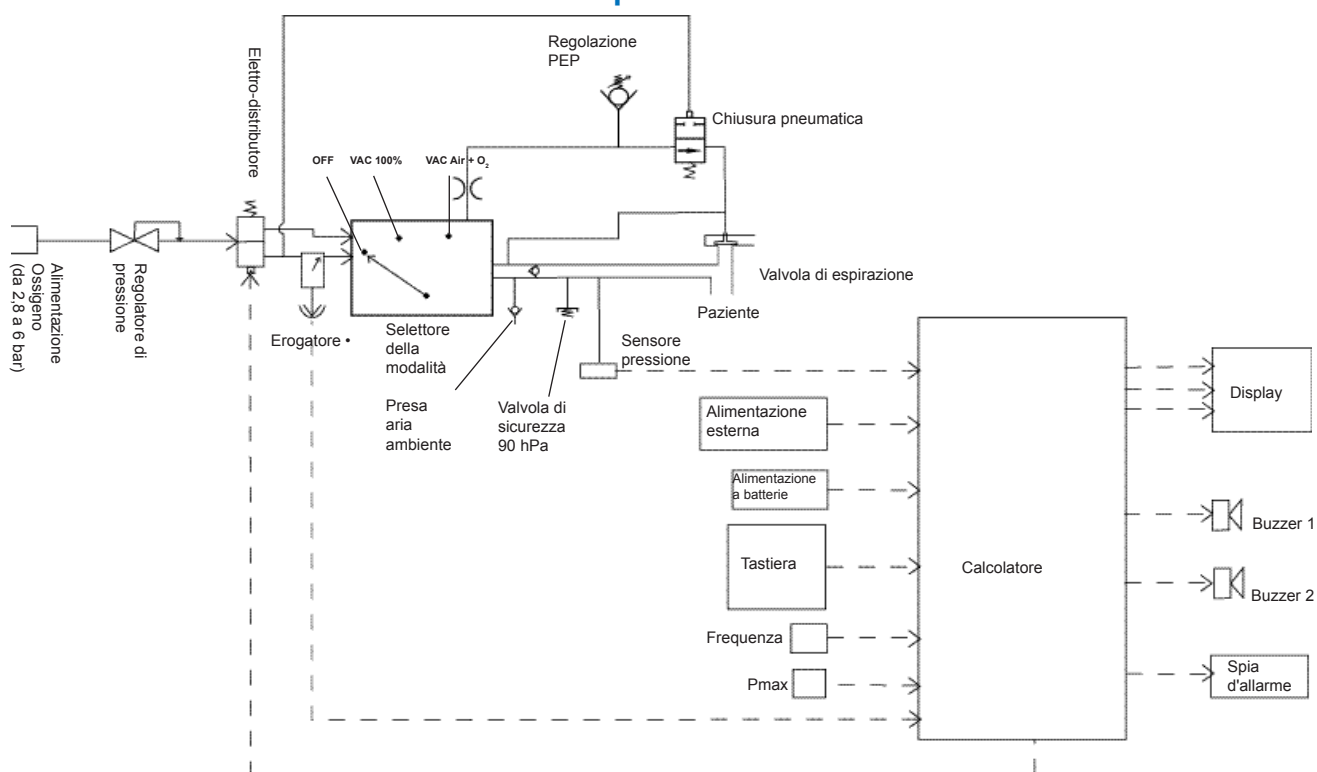 Regolazione
PEP
Elettro-distributore
Chiusura pneumatica
OFF
VAC 100%
VAC Air + O2
Alimentazione
Ossigeno
(da 2,8 a 6 bar)
Regolatore di
pressione
Valvola di espirazione
Paziente
Erogatore •
Selettore
della
modalità
Sensore
pressione
Presa
aria
ambiente
Valvola di
sicurezza
90 hPa
Alimentazione
esterna
Alimentazione
a batterie
Tastiera
Frequenza
Pmax
Calcolatore
Display
Buzzer 1
Buzzer 2
Spia
d'allarme